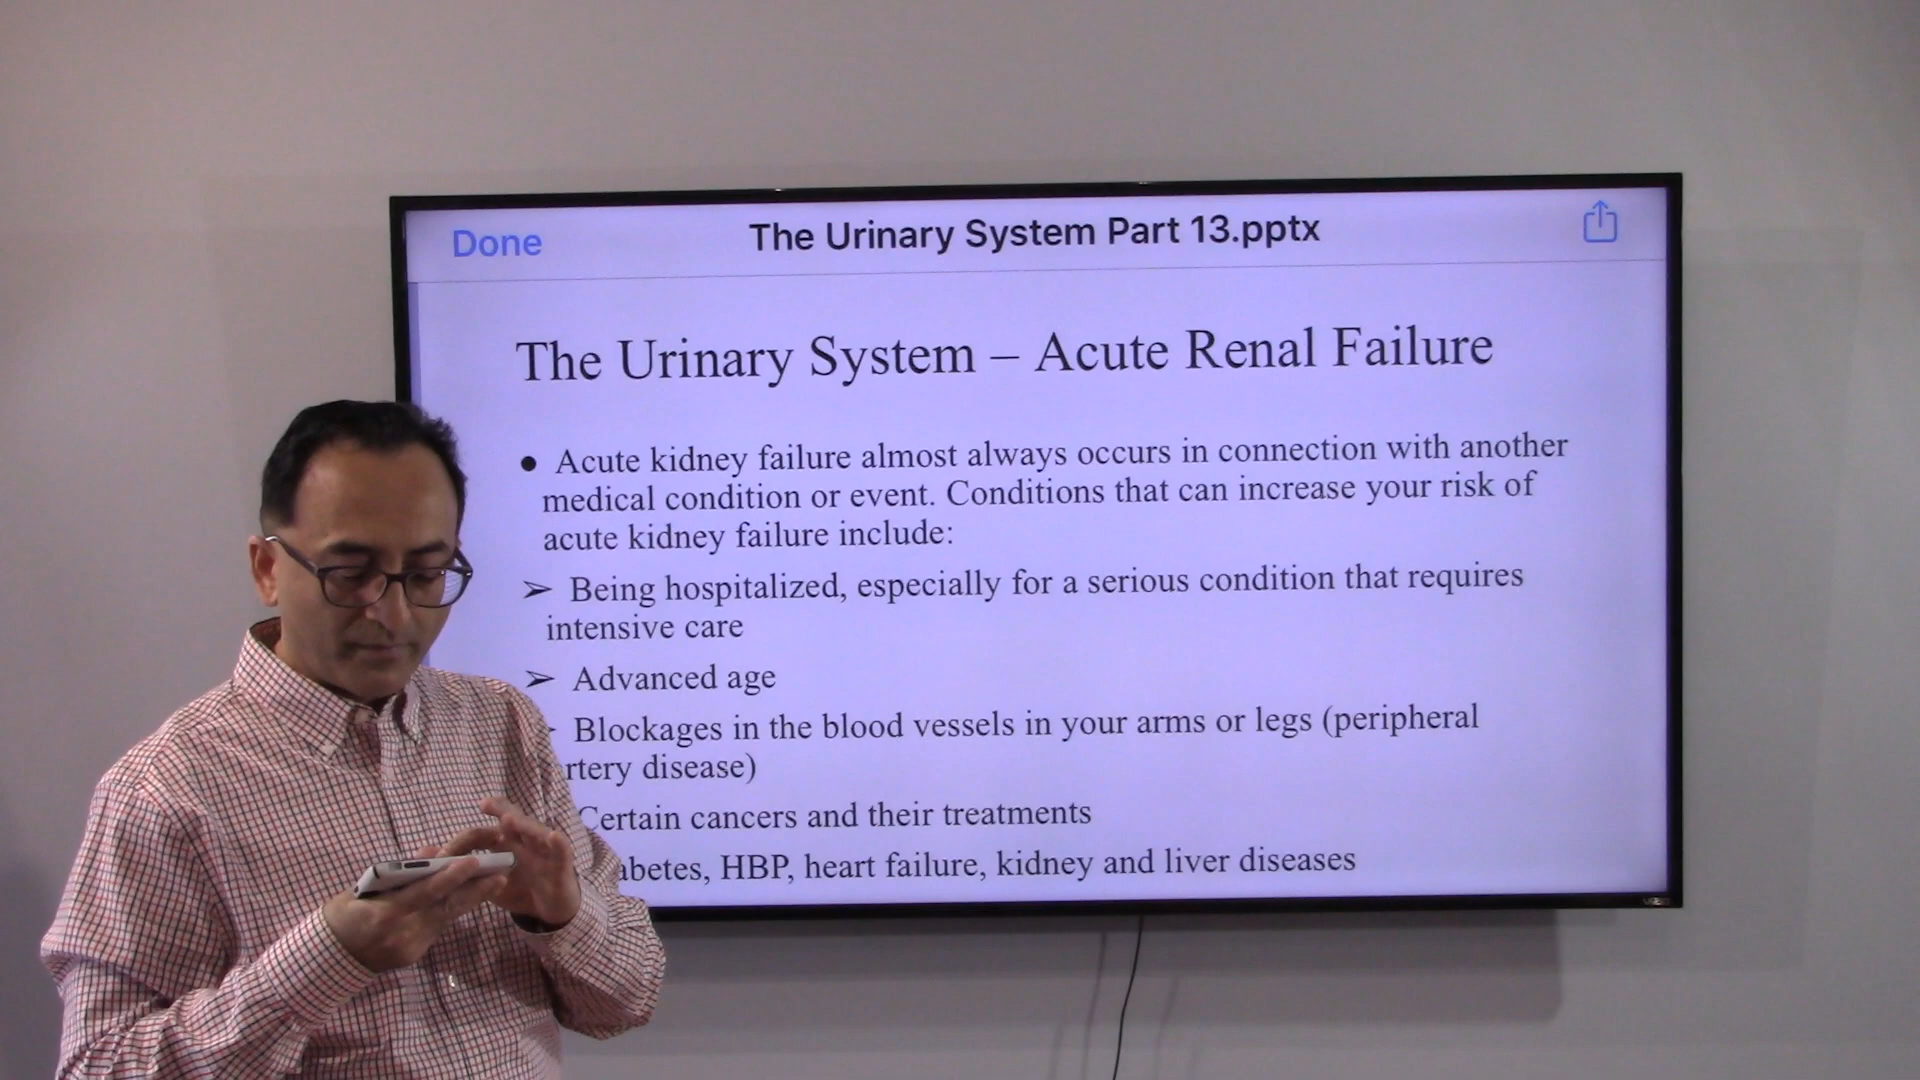 Done
The Urinary System Part 13.pptx
The Urinary System – Acute Renal Failure
● Acute kidney failure almost always occurs in connection with another
medical condition or event. Conditions that can increase your risk of
acute kidney failure include:
➢ Being hospitalized, especially for a serious condition that requires
intensive care
➢ Advanced age
Blockages in the blood vessels in your arms or legs (peripheral
rtery disease)
Certain cancers and their treatments
abetes, HBP, heart failure, kidney and liver diseases